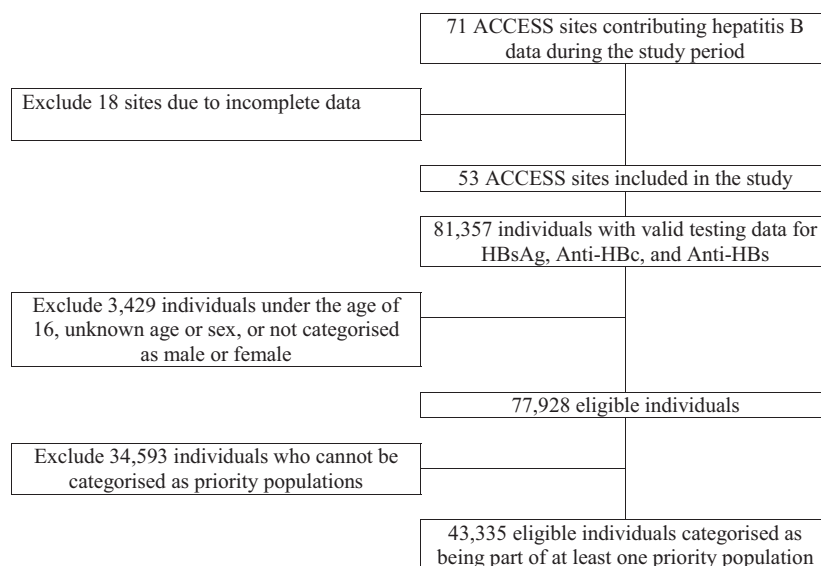 71 ACCESS sites contributing hepatitis B
data during the study period
Exclude 18 sites due to incomplete data
53 ACCESS sites included in the study
81,357 individuals with valid testing data for
HBsAg, Anti-HBc, and Anti-HBs
Exclude 3,429 individuals under the age of
16, unknown age or sex, or not categorised
as male or female
77,928 eligible individuals
Exclude 34,593 individuals who cannot be
categorised as priority populations
43,335 eligible individuals categorised as
being part of at least one priority population